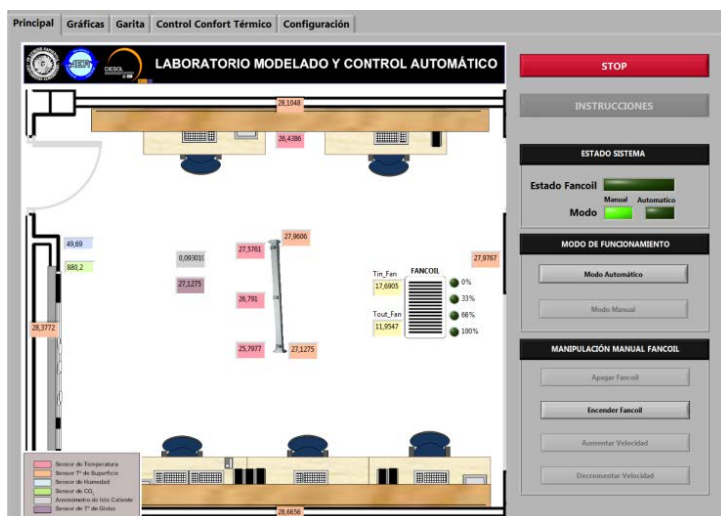 Principal Gráficas Garita Control Confort Térmico Configuración
LABORATORIO MODELADO Y CONTROL AUTOMÁTICO
CIESOL
STOP
INSTRUCCIONES
28,1048
26,4386
ESTADO SISTEMA
Estado Fancoil
Manual Automatico
Modo
49,69
880,2
28,3772
27,1275
27,5761
27,9606
26,791
25,7977
27,1275
Tin_Fan
17,6905
Tout_Fan
11,9547
FANCOIL
0%
33%
66%
100%
27,9767
MODO DE FUNCIONAMIENTO
Modo Automático
Modo Manual
MANIPULACIÓN MANUAL FANCOIL
Apagar Fancoil
Encender Fancoil
Aumentar Velocidad
Decrementar Velocidad
Sensor de Temperatura
Sensor Tª de Superficie
Sensor de Humedad
Sensor de CO2
Anemómetro de Hilo Caliente
Sensor de Tª de Globo
28,6656